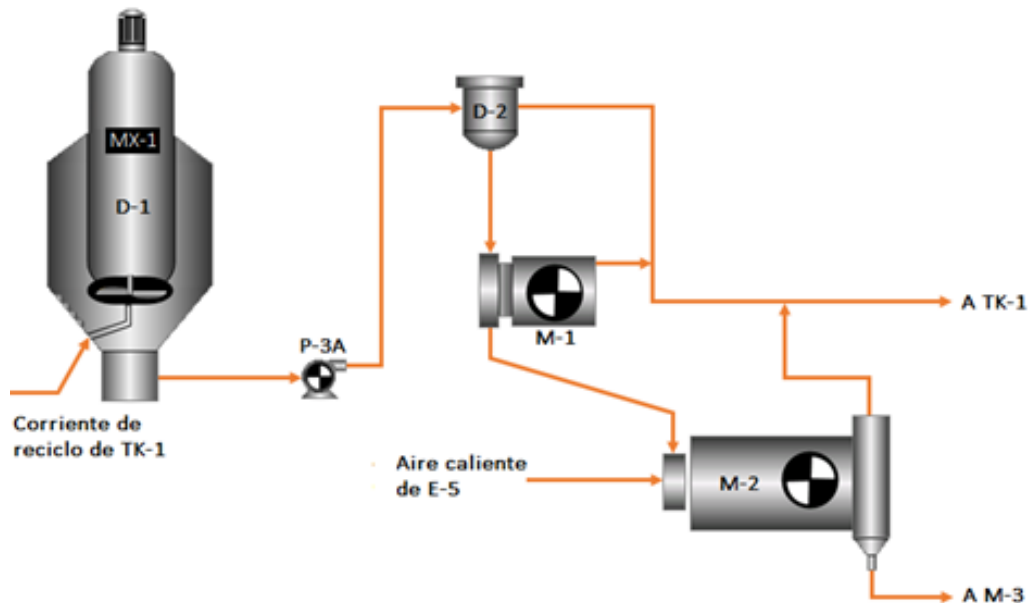 MX-1
D-1
D-2
P-3A
M-1
A TK-1
Corriente de
reciclo de TK-1
Aire caliente
de E-5
M-2
A M-3